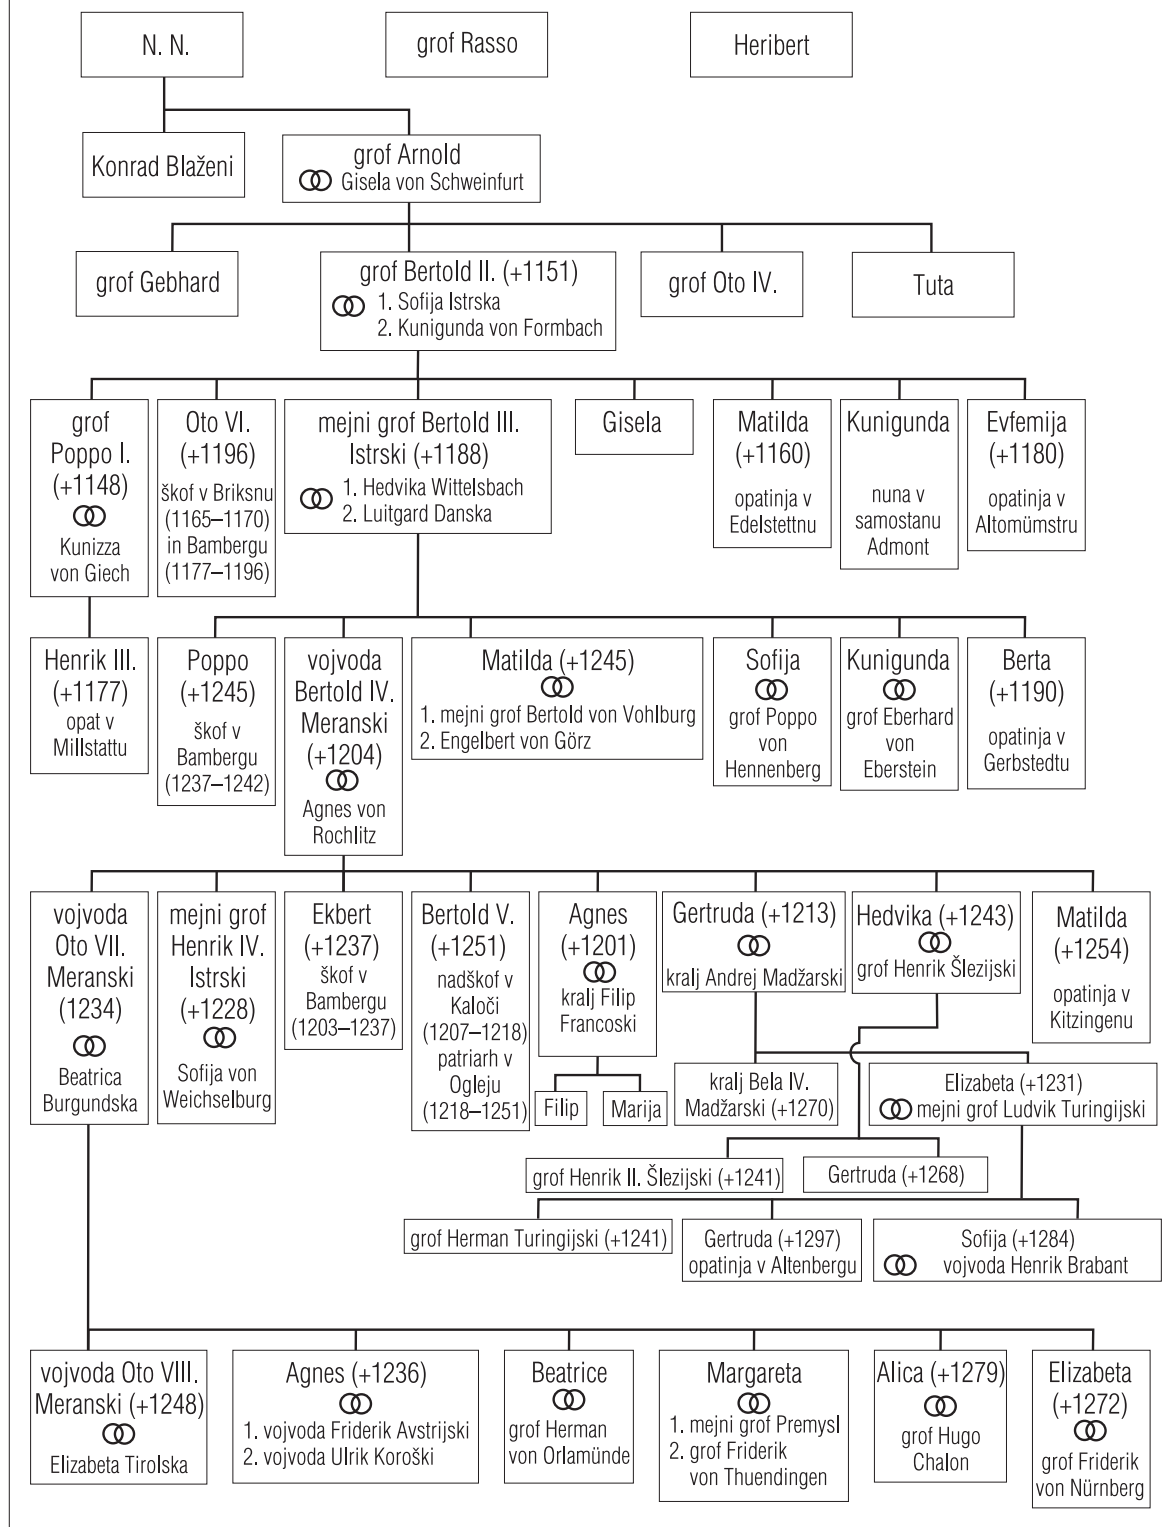 N. N.
grof Rasso
Heribert
Konrad Blaženi
grof Arnold
Gisela von Schweinfurt
grof Gebhard
grof Bertold II. (+1151)
1. Sofija Istrska
2. Kunigunda von Formbach
grof Oto IV.
Tuta
grof
Poppo I.
(+1148)
Kunizza
von Giech
Oto VI.
(+1196)
škof v Briksnu
(1165–1170)
in Bambergu
(1177–1196)
mejni grof Bertold III.
Istrski (+1188)
1. Hedvika Wittelsbach
2. Luitgard Danska
Gisela
Matilda
(+1160)
opatinja v
Edelstettnu
Kunigunda
nuna v
samostanu
Admont
Evfemija
(+1180)
opatinja v
Altomümstru
Henrik III.
(+1177)
opat v
Millstattu
Poppo
(+1245)
škof v
Bambergu
(1237–1242)
vojvoda
Bertold IV.
Meranski
(+1204)
Agnes von
Rochlitz
Matilda (+1245)
1. mejni grof Bertold von Vohlburg
2. Engelbert von Görz
Sofija
grof Poppo
von
Hennenberg
Kunigunda
grof Eberhard
von
Eberstein
Berta
(+1190)
opatinja v
Gerbstedtu
vojvoda
Oto VII.
Meranski
(1234)
Beatrica
Burgundska
mejni grof
Henrik IV.
Istrski
(+1228)
Sofija von
Weichselburg
Ekbert
(+1237)
škof v
Bambergu
(1203–1237)
Bertold V.
(+1251)
nadškof v
Kaloči
(1207–1218)
patriarh v
Ogleju
(1218–1251)
Agnes
(+1201)
kralj Filip
Francoski
Gertruda (+1213)
kralj Andrej Madžarski
Hedvika (+1243)
grof Henrik Šlezijski
Matilda
(+1254)
opatinja v
Kitzingenu
Filip
Marija
kralj Bela IV.
Madžarski (+1270)
Elizabeta (+1231)
mejni grof Ludvik Turingijski
grof Henrik II. Šlezijski (+1241)
Gertruda (+1268)
grof Herman Turingijski (+1241)
Gertruda (+1297)
opatinja v Altenbergu
Sofija (+1284)
vojvoda Henrik Brabant
vojvoda Oto VIII.
Meranski (+1248)
Elizabeta Tirolska
Agnes (+1236)
1. vojvoda Friderik Avstrijski
2. vojvoda Ulrik Koroški
Beatrice
grof Herman
von Orlamünde
Margareta
1. mejni grof Premysl
2. grof Friderik
von Thuendingen
Alica (+1279)
grof Hugo
Chalon
Elizabeta
(+1272)
grof Friderik
von Nürnberg